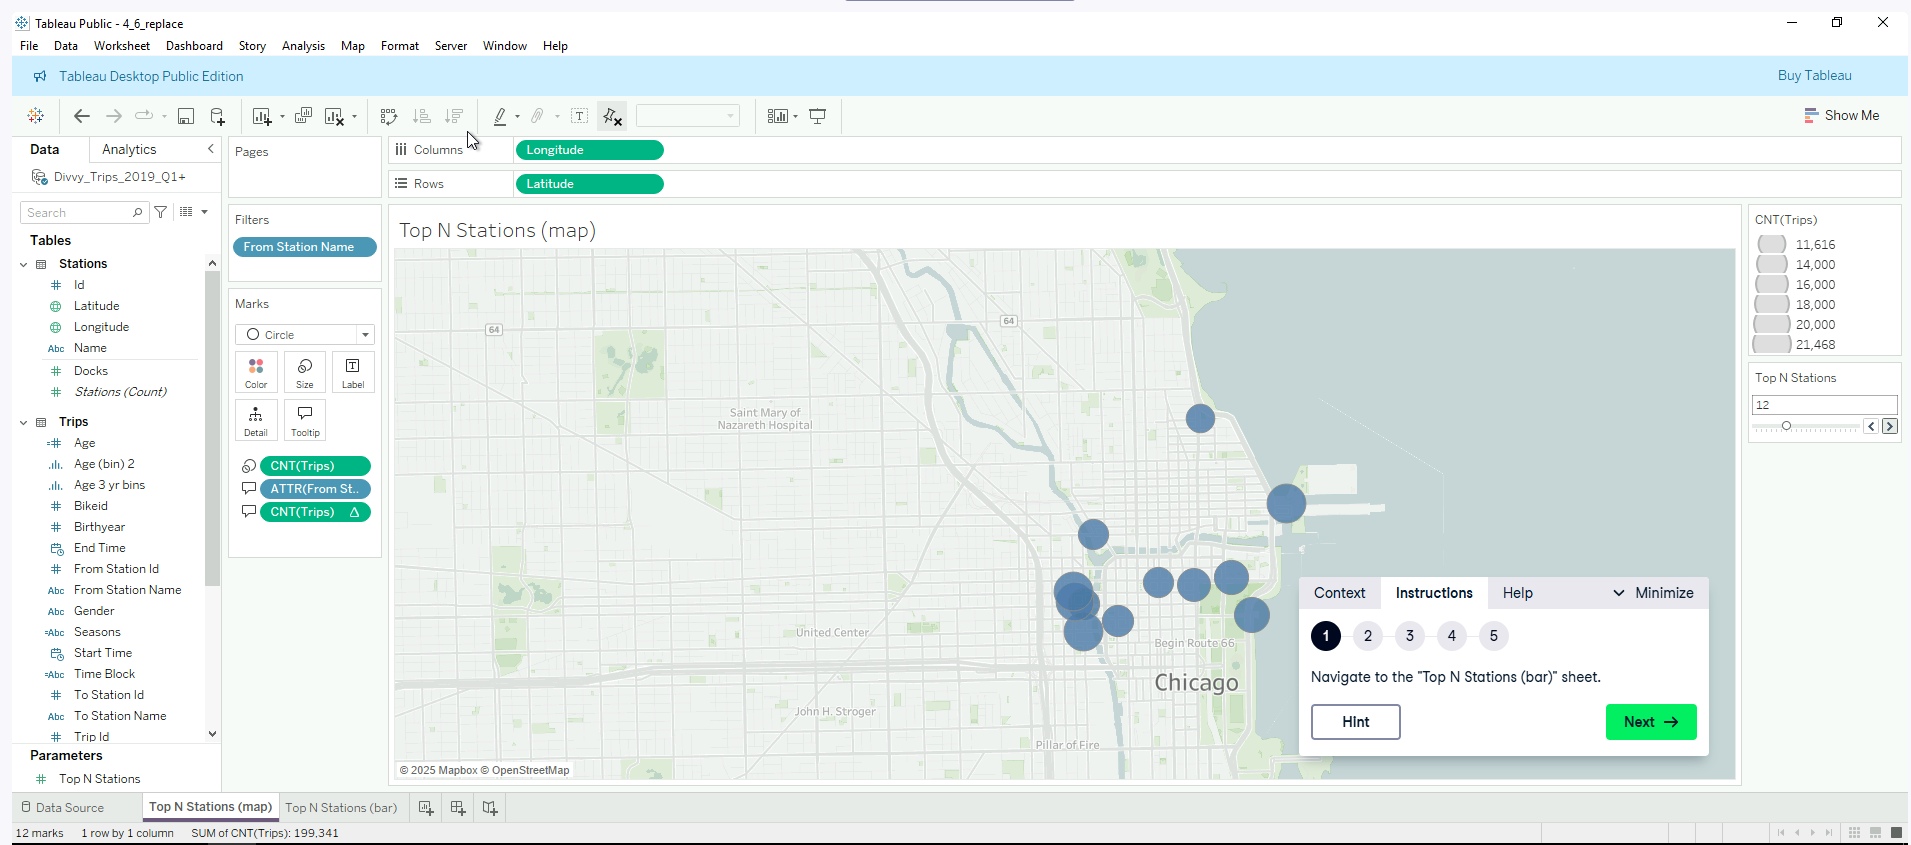 Tableau Public - 4_6_replace
File Data Worksheet Dashboard Story Analysis Map Format Server Window Help
Tableau Desktop Public Edition
Buy Tableau
Show Me
Data
Analytics
Divvy_Trips_2019_Q1+
Search
Tables
Stations
Id
Latitude
Longitude
Abc Name
Docks
Stations (Count)
Trips
Age
Age (bin) 2
Age 3 yr bins
Bikeid
Birthyear
End Time
From Station Id
Abc From Station Name
Abc Gender
=Abc Seasons
Start Time
=Abc Time Block
To Station Id
Abc To Station Name
Trip Id
Parameters
Top N Stations
Pages
Filters
From Station Name
Marks
Circle
Color Size Label
Detail Tooltip
CNT(Trips)
ATTR(From St..
CNT(Trips) Δ
Columns Longitude
Rows Latitude
Top N Stations (map)
64
64
Saint Mary of
Nazareth Hospital
United Center
Begin Route 66
Chicago
John H. Stroger
Pillar of Fire
© 2025 Mapbox © OpenStreetMap
CNT(Trips)
11,616
14,000
16,000
18,000
20,000
21,468
Top N Stations
12
Context Instructions Help Minimize
1 2 3 4 5
Navigate to the "Top N Stations (bar)" sheet.
Hint
Next →
Data Source Top N Stations (map) Top N Stations (bar)
12 marks 1 row by 1 column SUM of CNT(Trips): 199,341